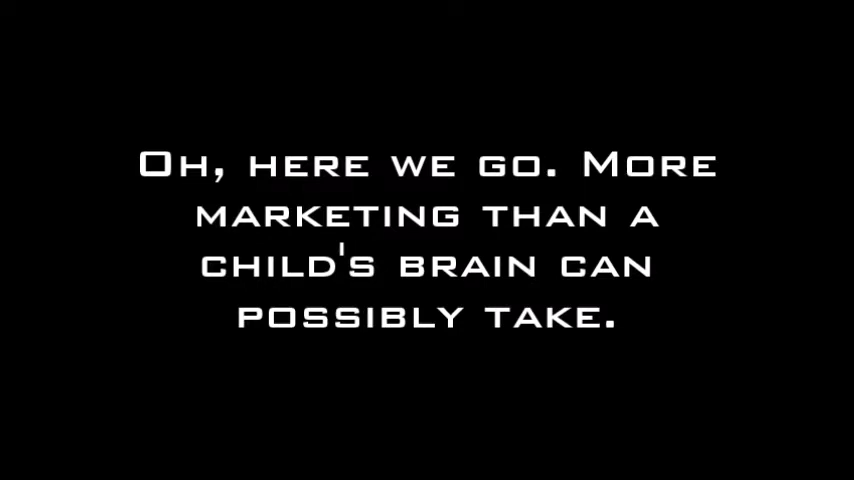 Oh, here we go. More
marketing than a
child's brain can
possibly take.